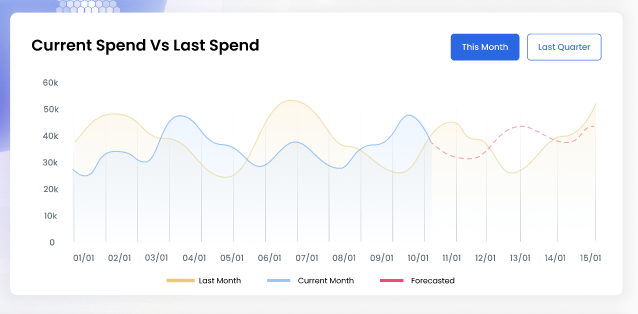 Current Spend Vs Last Spend
This Month
Last Quarter
60k
50k
40k
30k
20k
10k
0
01/01 02/01 03/01 04/01 05/01 06/01 07/01 08/01 09/01 10/01 11/01 12/01 13/01 14/01 15/01
Last Month Current Month Forecasted